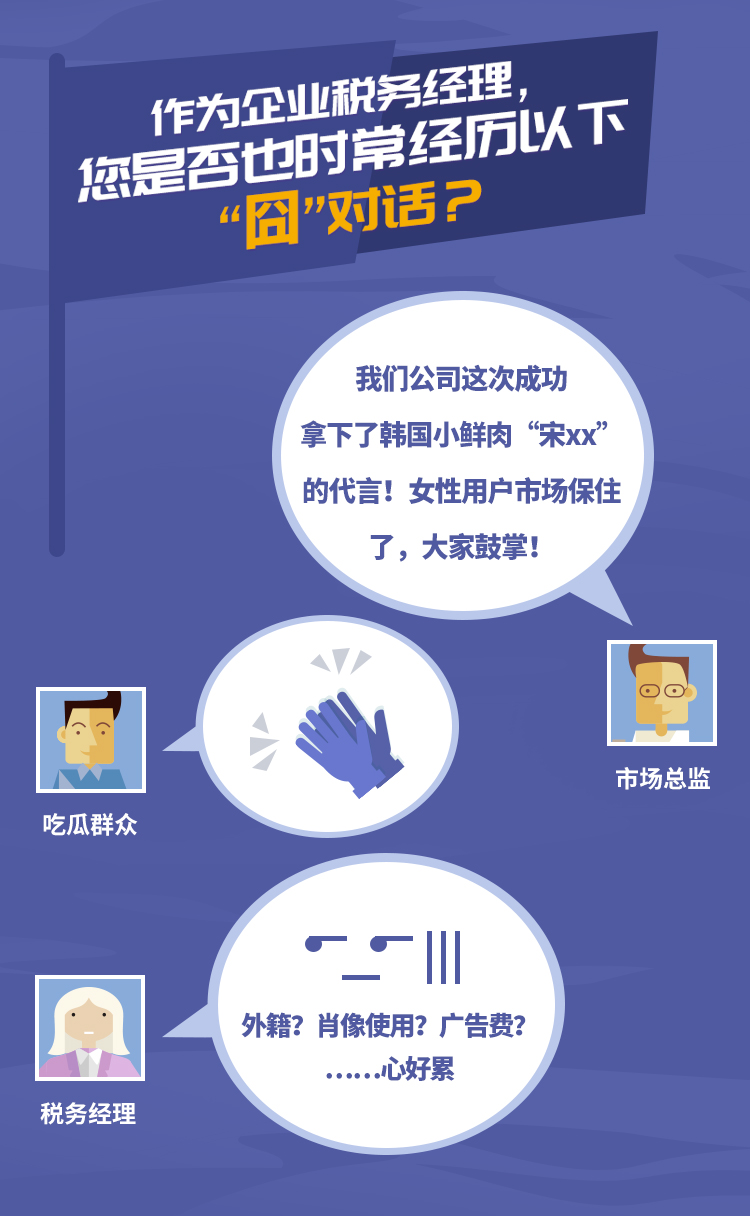 作为企业税务经理，
您是否也时常经历以下
“囧”对话？
我们公司这次成功
拿下了韩国小鲜肉“宋xx”
的代言！女性用户市场保住
了，大家鼓掌！
市场总监
吃瓜群众
外籍？肖像使用？广告费？
……心好累
税务经理